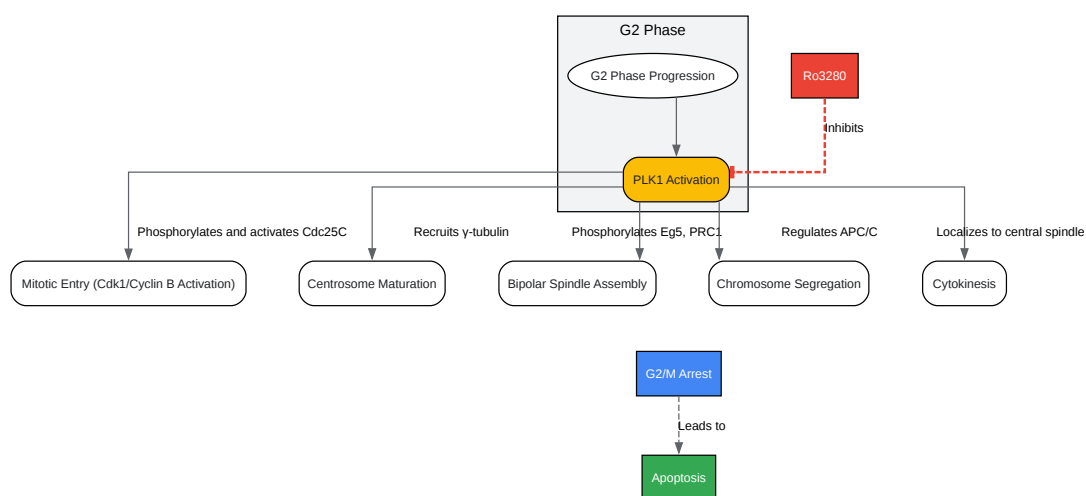 G2 Phase
G2 Phase Progression
Ro3280
Inhibits
PLK1 Activation
Phosphorylates and activates Cdc25C
Recruits γ-tubulin
Phosphorylates Eg5, PRC1
Regulates APC/C
Localizes to central spindle
Mitotic Entry (Cdk1/Cyclin B Activation)
Centrosome Maturation
Bipolar Spindle Assembly
Chromosome Segregation
Cytokinesis
G2/M Arrest
Leads to
Apoptosis